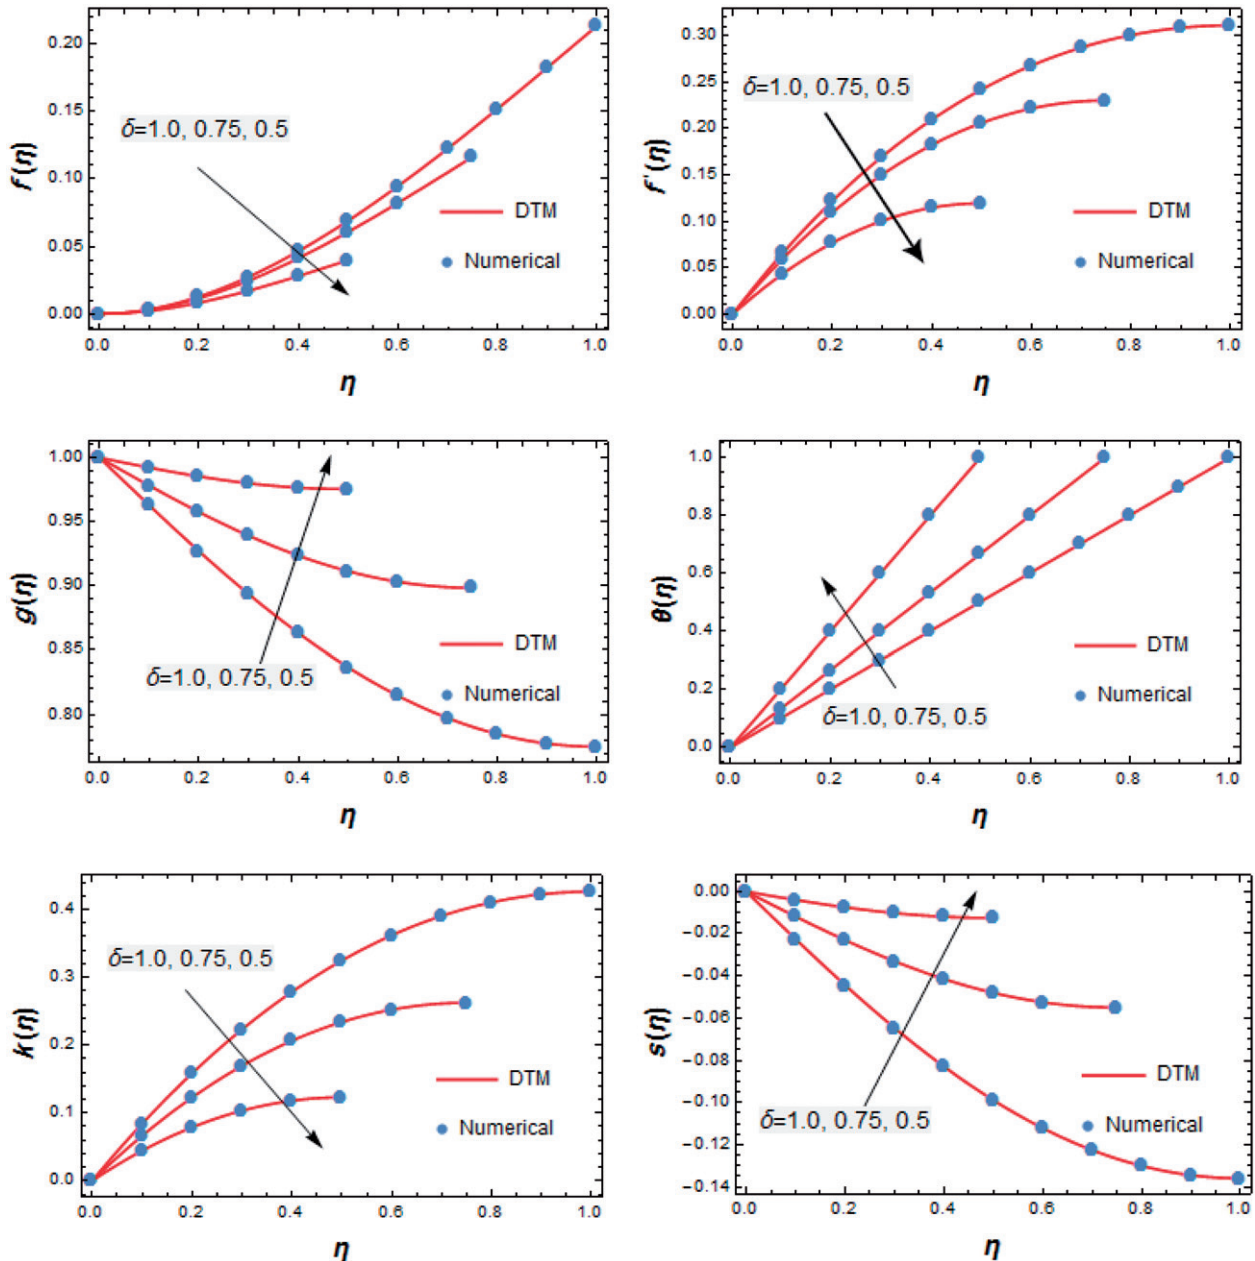 f(η)
0.20
0.15
0.10
0.05
0.00
δ=1.0, 0.75, 0.5
DTM
Numerical
0.0 0.2 0.4 0.6 0.8 1.0
η
f'(η)
0.30
0.25
0.20
0.15
0.10
0.05
0.00
δ=1.0, 0.75, 0.5
DTM
Numerical
0.0 0.2 0.4 0.6 0.8 1.0
η
g(η)
1.00
0.95
0.90
0.85
0.80
δ=1.0, 0.75, 0.5
DTM
Numerical
0.0 0.2 0.4 0.6 0.8 1.0
η
θ(η)
1.0
0.8
0.6
0.4
0.2
0.0
δ=1.0, 0.75, 0.5
DTM
Numerical
0.0 0.2 0.4 0.6 0.8 1.0
η
k(η)
0.4
0.3
0.2
0.1
0.0
δ=1.0, 0.75, 0.5
DTM
Numerical
0.0 0.2 0.4 0.6 0.8 1.0
η
s(η)
0.00
−0.02
−0.04
−0.06
−0.08
−0.10
−0.12
−0.14
δ=1.0, 0.75, 0.5
DTM
Numerical
0.0 0.2 0.4 0.6 0.8 1.0
η